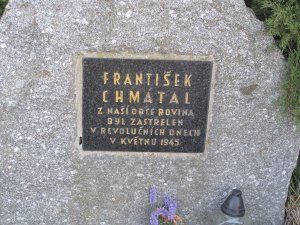 FRANTIŠEK
CHMÁTAL
Z NAŠÍ OBCE ROVINA
BYL ZASTŘELEN
V REVOLUČNÍCH DNECH
V KVĚTNU 1945